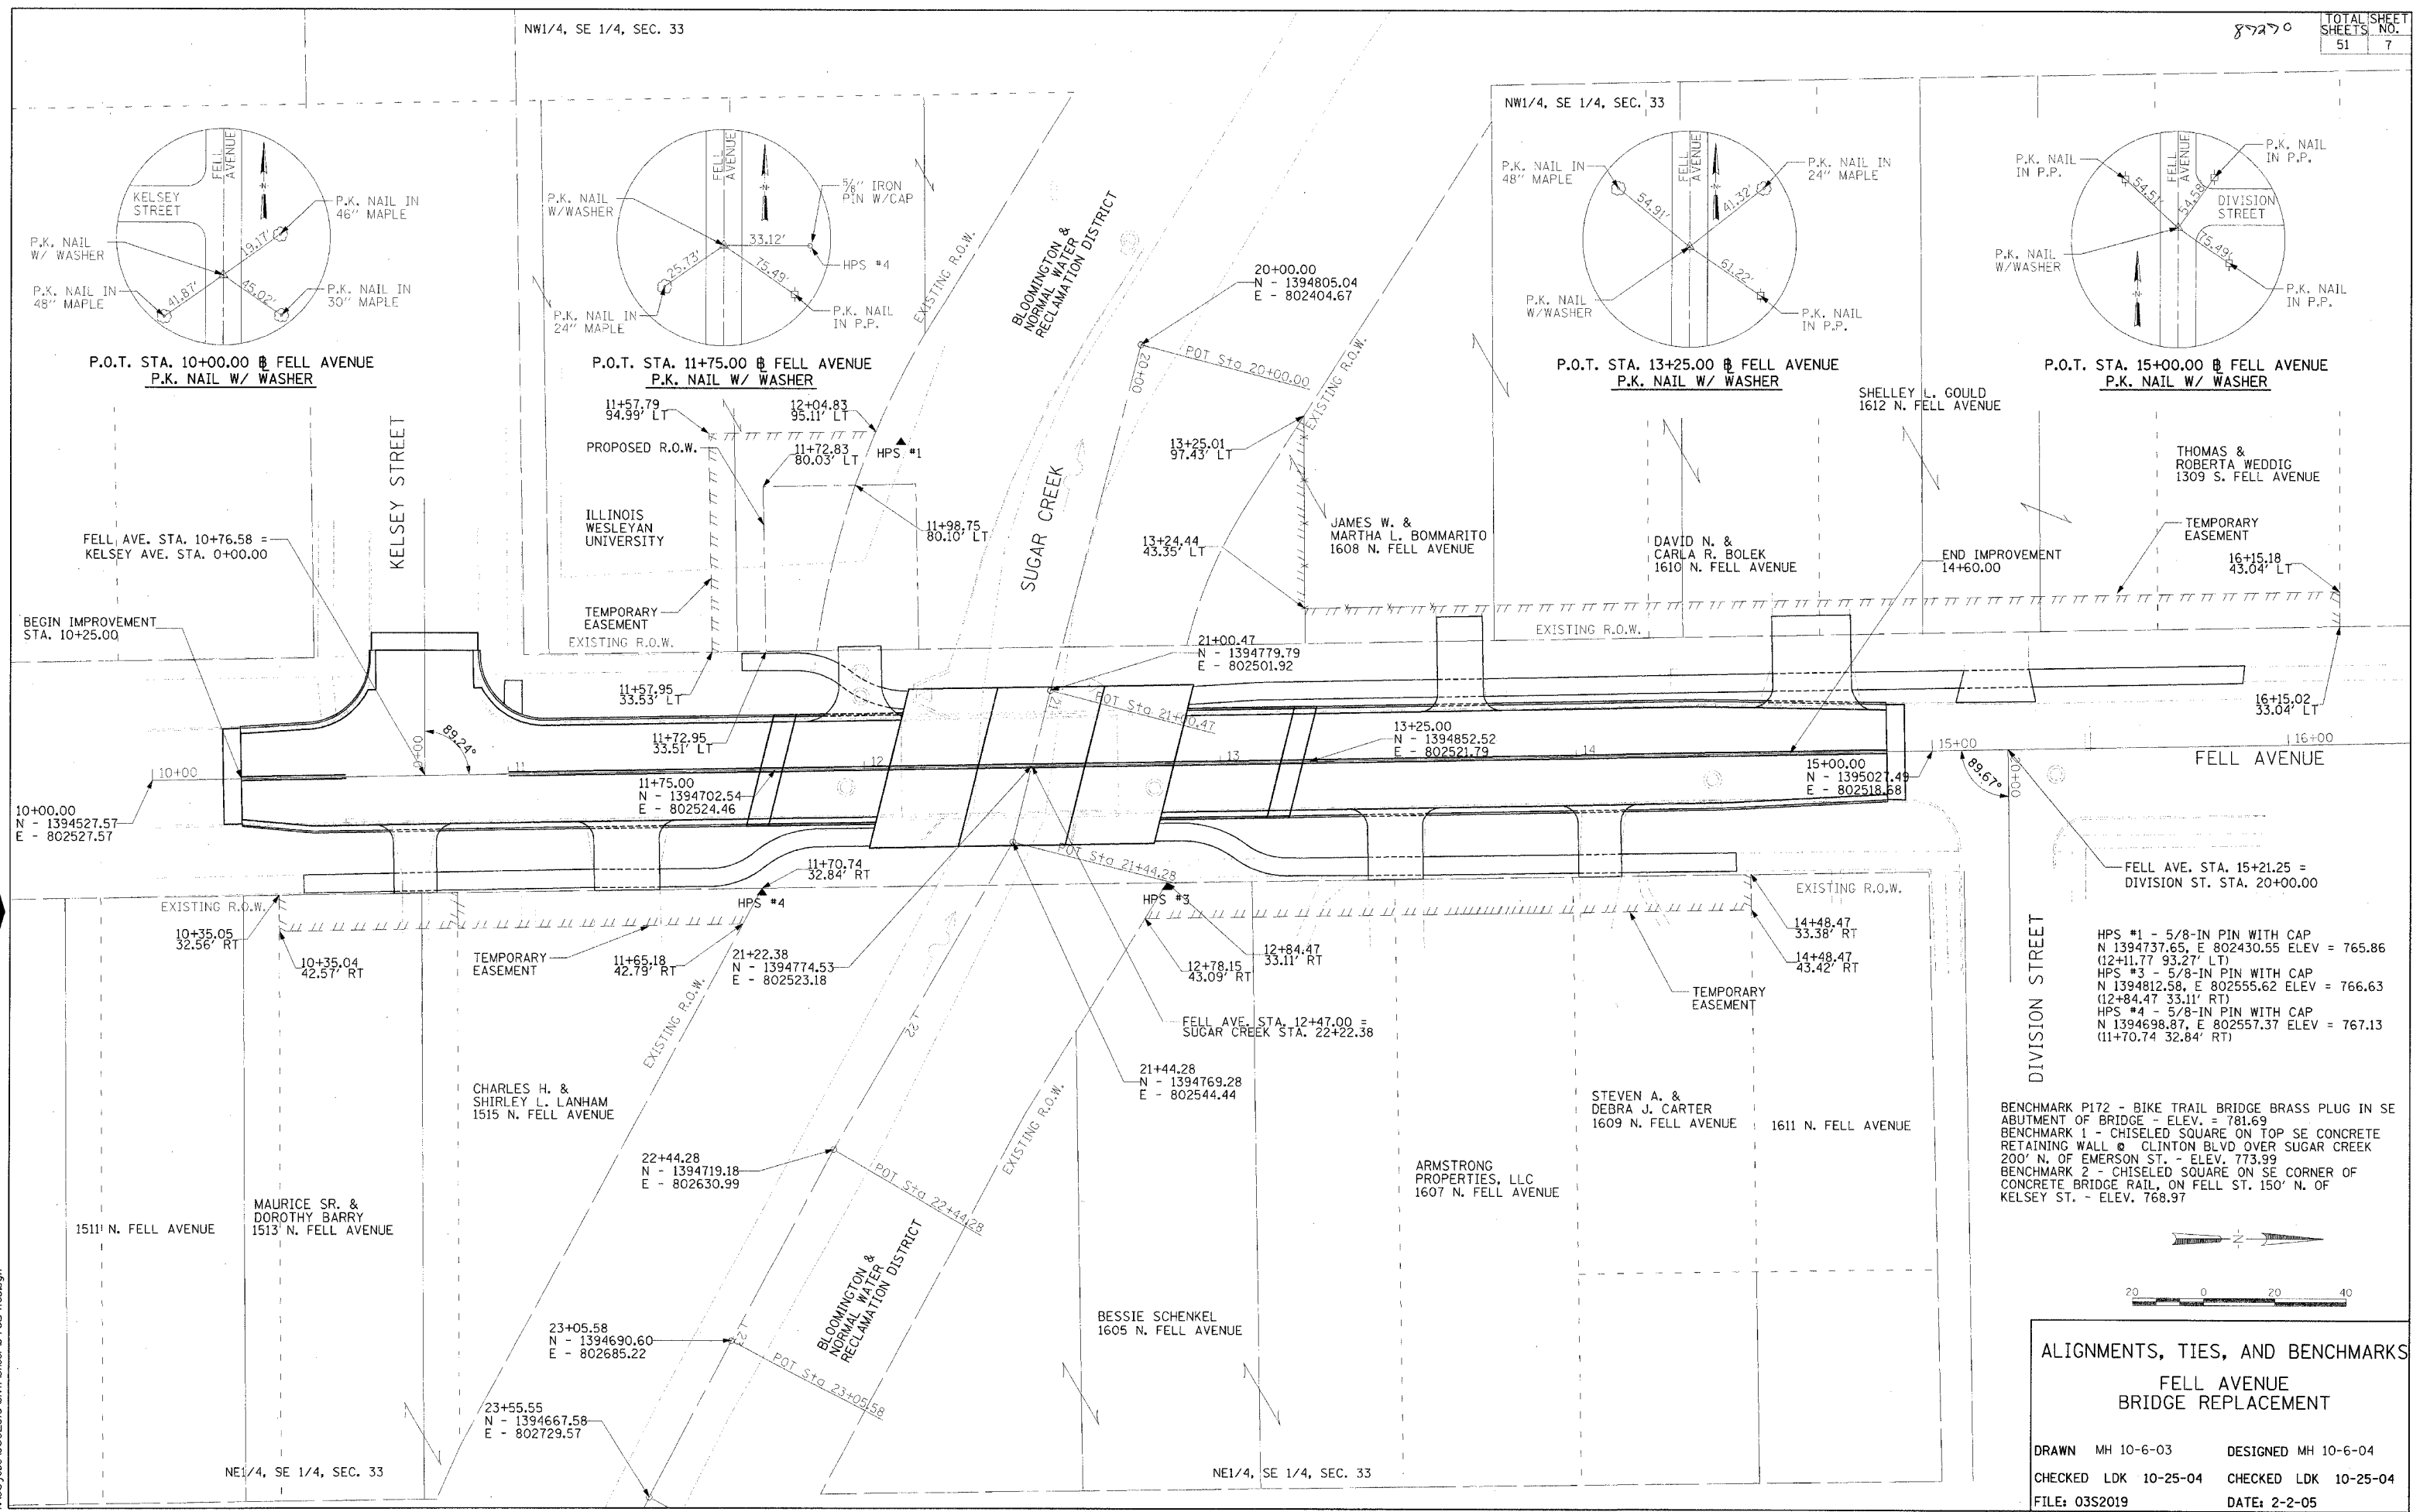 NW1/4, SE 1/4, SEC. 33
87270
TOTAL SHEETS
SHEET NO.
51
7
NW1/4, SE 1/4, SEC. 33
KELSEY STREET
FELL AVENUE
N
P.K. NAIL IN
46" MAPLE
P.K. NAIL
W/ WASHER
19.17'
P.K. NAIL IN
48" MAPLE
41.87'
45.02'
P.K. NAIL IN
30" MAPLE
P.O.T. STA. 10+00.00 ℄ FELL AVENUE
P.K. NAIL W/ WASHER
FELL AVENUE
N
P.K. NAIL
W/WASHER
5/8" IRON
PIN W/CAP
33.12'
HPS #4
25.73'
75.49'
P.K. NAIL IN
24" MAPLE
P.K. NAIL
IN P.P.
P.O.T. STA. 11+75.00 ℄ FELL AVENUE
P.K. NAIL W/ WASHER
FELL AVENUE
N
P.K. NAIL IN
48" MAPLE
P.K. NAIL IN
24" MAPLE
54.91'
41.32'
61.22'
P.K. NAIL
W/WASHER
P.K. NAIL
IN P.P.
P.O.T. STA. 13+25.00 ℄ FELL AVENUE
P.K. NAIL W/ WASHER
FELL AVENUE
N
P.K. NAIL
IN P.P.
P.K. NAIL
IN P.P.
54.51'
54.58'
DIVISION
STREET
75.49'
P.K. NAIL
W/WASHER
P.K. NAIL
IN P.P.
P.O.T. STA. 15+00.00 ℄ FELL AVENUE
P.K. NAIL W/ WASHER
EXISTING R.O.W.
BLOOMINGTON &
NORMAL WATER
RECLAMATION DISTRICT
20+00.00
N - 1394805.04
E - 802404.67
POT Sta 20+00.00
20+00
EXISTING R.O.W.
KELSEY STREET
11+57.79
94.99' LT
12+04.83
95.11' LT
PROPOSED R.O.W.
11+72.83
80.03' LT
HPS #1
SUGAR CREEK
13+25.01
97.43' LT
SHELLEY L. GOULD
1612 N. FELL AVENUE
THOMAS &
ROBERTA WEDDIG
1309 S. FELL AVENUE
ILLINOIS
WESLEYAN
UNIVERSITY
11+98.75
80.10' LT
13+24.44
43.35' LT
JAMES W. &
MARTHA L. BOMMARITO
1608 N. FELL AVENUE
DAVID N. &
CARLA R. BOLEK
1610 N. FELL AVENUE
END IMPROVEMENT
14+60.00
TEMPORARY
EASEMENT
16+15.18
43.04' LT
FELL AVE. STA. 10+76.58 =
KELSEY AVE. STA. 0+00.00
BEGIN IMPROVEMENT
STA. 10+25.00
TEMPORARY
EASEMENT
EXISTING R.O.W.
EXISTING R.O.W.
21+00.47
N - 1394779.79
E - 802501.92
21
POT Sta 21+00.47
11+57.95
33.53' LT
11+72.95
33.51' LT
16+15.02
33.04' LT
0+00
89.24°
10+00
11
12
13
14
15+00
16+00
FELL AVENUE
13+25.00
N - 1394852.52
E - 802521.79
11+75.00
N - 1394702.54
E - 802524.46
15+00.00
N - 1395027.49
E - 802518.68
89.67°
20+00
10+00.00
N - 1394527.57
E - 802527.57
POT Sta 21+44.28
11+70.74
32.84' RT
HPS #4
HPS #3
FELL AVE. STA. 15+21.25 =
DIVISION ST. STA. 20+00.00
EXISTING R.O.W.
EXISTING R.O.W.
10+35.05
32.56' RT
10+35.04
42.57' RT
TEMPORARY
EASEMENT
11+65.18
42.79' RT
21+22.38
N - 1394774.53
E - 802523.18
12+78.15
43.09' RT
12+84.47
33.11' RT
14+48.47
33.38' RT
14+48.47
43.42' RT
TEMPORARY
EASEMENT
DIVISION STREET
HPS #1 - 5/8-IN PIN WITH CAP
N 1394737.65, E 802430.55 ELEV = 765.86
(12+11.77 93.27' LT)
HPS #3 - 5/8-IN PIN WITH CAP
N 1394812.58, E 802555.62 ELEV = 766.63
(12+84.47 33.11' RT)
HPS #4 - 5/8-IN PIN WITH CAP
N 1394698.87, E 802557.37 ELEV = 767.13
(11+70.74 32.84' RT)
EXISTING R.O.W.
22
FELL AVE. STA. 12+47.00 =
SUGAR CREEK STA. 22+22.38
21+44.28
N - 1394769.28
E - 802544.44
EXISTING R.O.W.
CHARLES H. &
SHIRLEY L. LANHAM
1515 N. FELL AVENUE
STEVEN A. &
DEBRA J. CARTER
1609 N. FELL AVENUE
1611 N. FELL AVENUE
BENCHMARK P172 - BIKE TRAIL BRIDGE BRASS PLUG IN SE
ABUTMENT OF BRIDGE - ELEV. = 781.69
BENCHMARK 1 - CHISELED SQUARE ON TOP SE CONCRETE
RETAINING WALL @ CLINTON BLVD OVER SUGAR CREEK
200' N. OF EMERSON ST. - ELEV. 773.99
BENCHMARK 2 - CHISELED SQUARE ON SE CORNER OF
CONCRETE BRIDGE RAIL, ON FELL ST. 150' N. OF
KELSEY ST. - ELEV. 768.97
22+44.28
N - 1394719.18
E - 802630.99
POT Sta 22+44.28
ARMSTRONG
PROPERTIES, LLC
1607 N. FELL AVENUE
1511 N. FELL AVENUE
MAURICE SR. &
DOROTHY BARRY
1513 N. FELL AVENUE
BLOOMINGTON &
NORMAL WATER
RECLAMATION DISTRICT
N
20 0 20 40
23+05.58
N - 1394690.60
E - 802685.22
23
POT Sta 23+05.58
BESSIE SCHENKEL
1605 N. FELL AVENUE
23+55.55
N - 1394667.58
E - 802729.57
NE1/4, SE 1/4, SEC. 33
NE1/4, SE 1/4, SEC. 33
ALIGNMENTS, TIES, AND BENCHMARKS
FELL AVENUE
BRIDGE REPLACEMENT
DRAWN MH 10-6-03 DESIGNED MH 10-6-04
CHECKED LDK 10-25-04 CHECKED LDK 10-25-04
FILE: 03S2019 DATE: 2-2-05